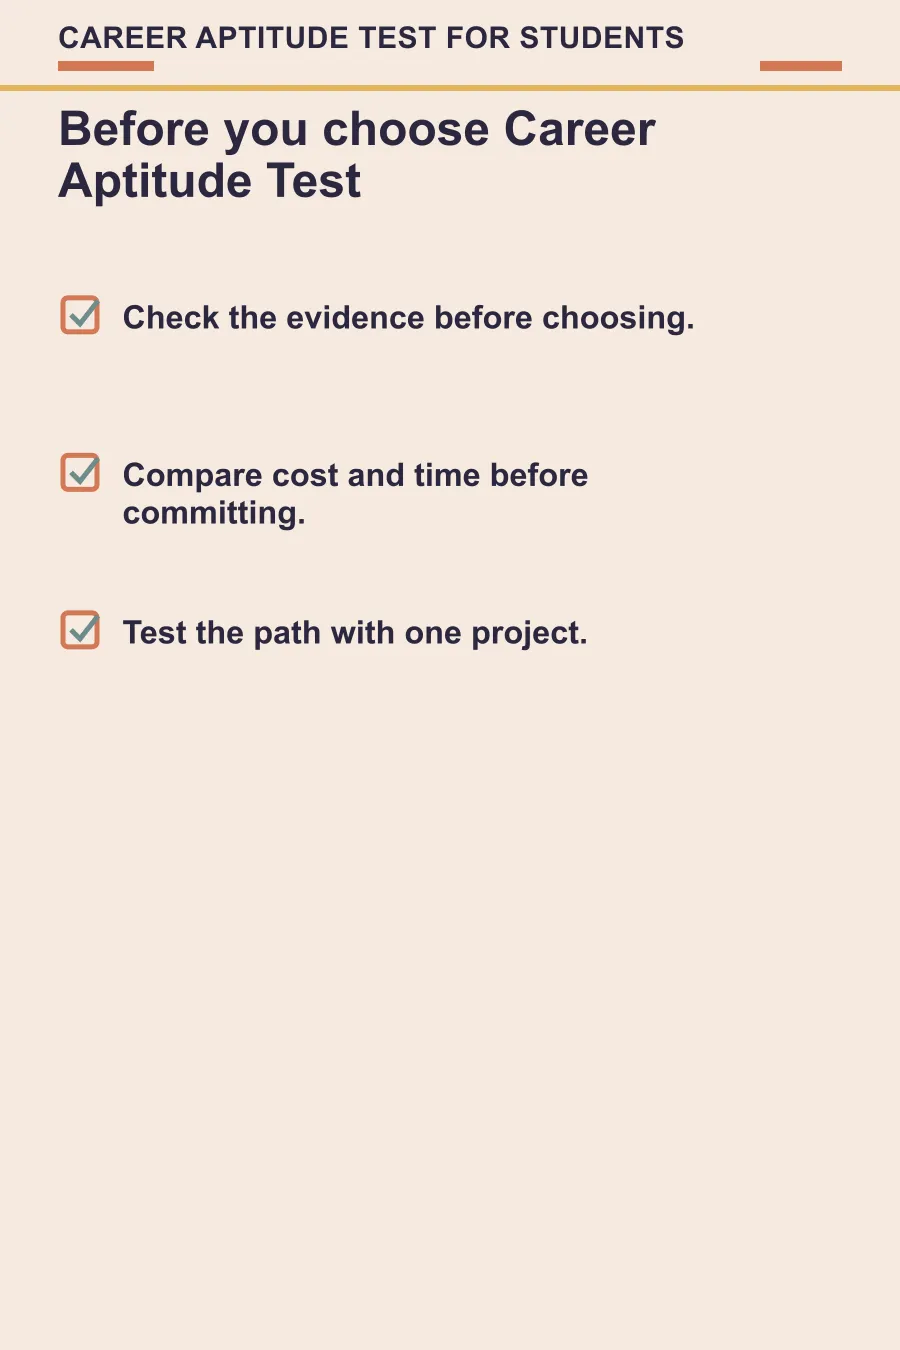 CAREER APTITUDE TEST FOR STUDENTS
Before you choose Career
Aptitude Test
Check the evidence before choosing.
Compare cost and time before
committing.
Test the path with one project.